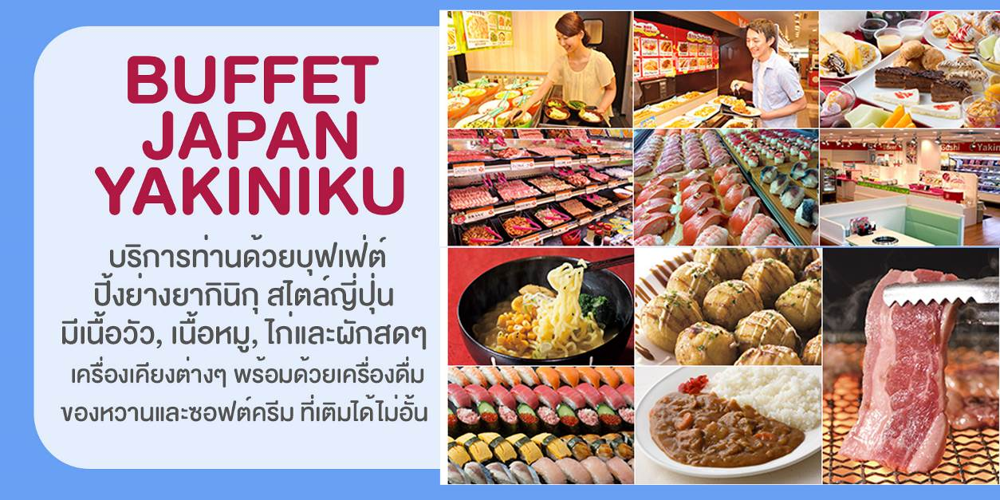 BUFFET
JAPAN
YAKINIKU
บริการท่านด้วยบุฟเฟ่ต์
ปิ้งย่างยากินิกุ สไตล์ญี่ปุ่น
มีเนื้อวัว, เนื้อหมู, ไก่และผักสดๆ
เครื่องเคียงต่างๆ พร้อมด้วยเครื่องดื่ม
ของหวานและซอฟต์ครีม ที่เติมได้ไม่อั้น
Sushi
Yakin